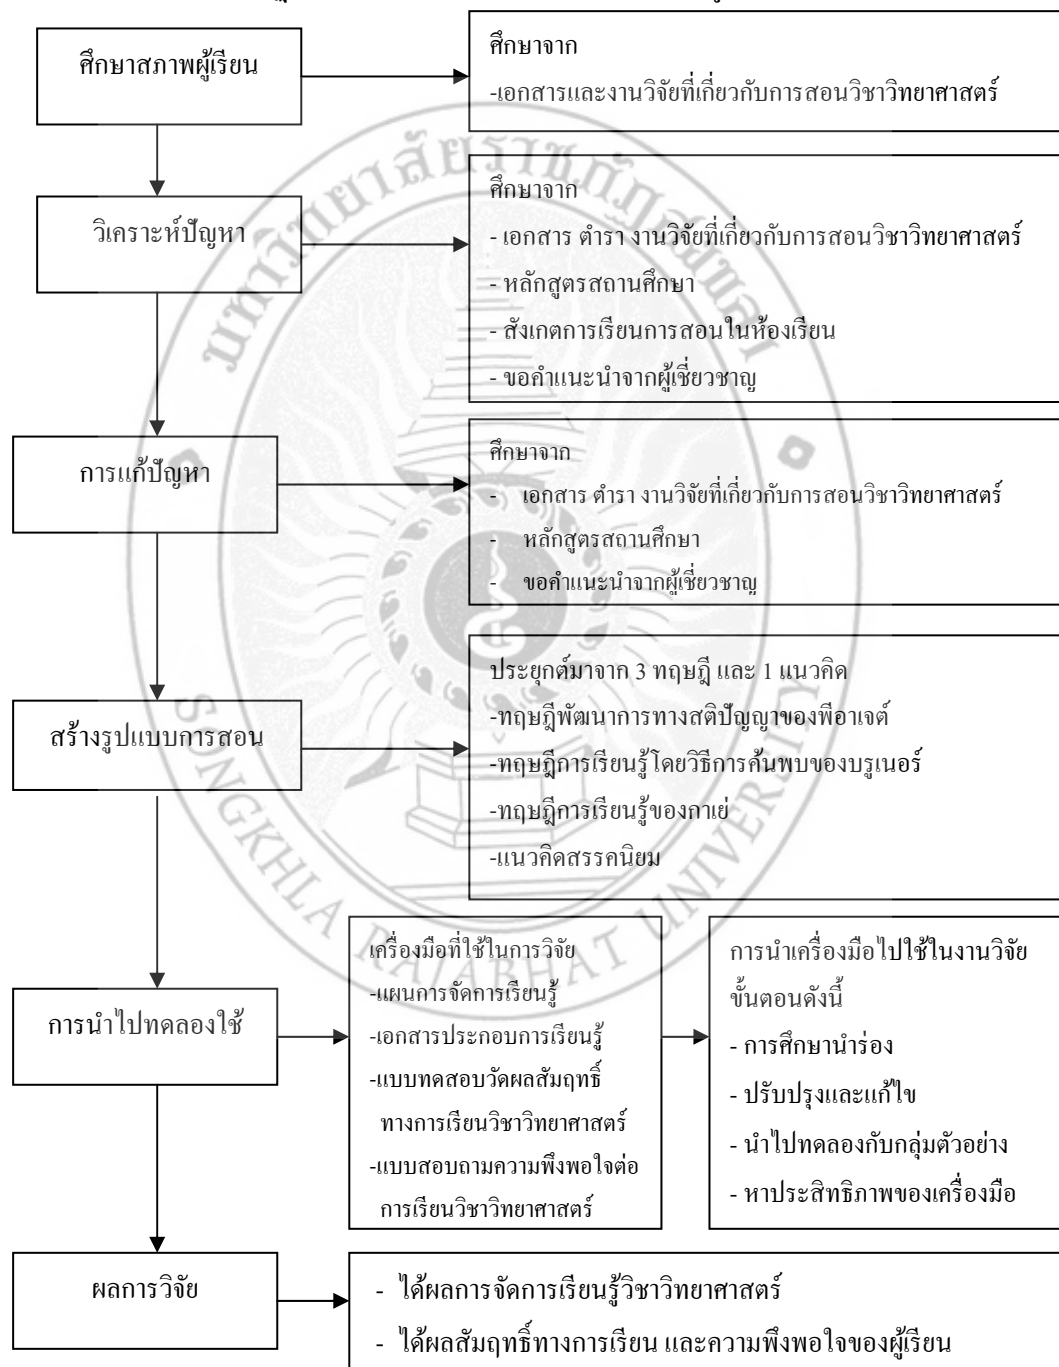 ศึกษาสภาพผู้เรียน
ศึกษาจาก
-เอกสารและงานวิจัยที่เกี่ยวกับการสอนวิชาวิทยาศาสตร์
วิเคราะห์ปัญหา
ศึกษาจาก
- เอกสาร ตำรา งานวิจัยที่เกี่ยวกับการสอนวิชาวิทยาศาสตร์
- หลักสูตรสถานศึกษา
- สังเกตการเรียนการสอนในห้องเรียน
- ขอคำแนะนำจากผู้เชี่ยวชาญ
การแก้ปัญหา
ศึกษาจาก
- เอกสาร ตำรา งานวิจัยที่เกี่ยวกับการสอนวิชาวิทยาศาสตร์
- หลักสูตรสถานศึกษา
- ขอคำแนะนำจากผู้เชี่ยวชาญ
สร้างรูปแบบการสอน
ประยุกต์มาจาก 3 ทฤษฎี และ 1 แนวคิด
-ทฤษฎีพัฒนาการทางสติปัญญาของพีอาเจต์
-ทฤษฎีการเรียนรู้โดยวิธีการค้นพบของบรูเนอร์
-ทฤษฎีการเรียนรู้ของกาเย่
-แนวคิดสรรคนิยม
การนำไปทดลองใช้
เครื่องมือที่ใช้ในการวิจัย
-แผนการจัดการเรียนรู้
-เอกสารประกอบการเรียนรู้
-แบบทดสอบวัดผลสัมฤทธิ์
ทางการเรียนวิชาวิทยาศาสตร์
-แบบสอบถามความพึงพอใจต่อ
การเรียนวิชาวิทยาศาสตร์
การนำเครื่องมือไปใช้ในงานวิจัย
ขั้นตอนดังนี้
- การศึกษานำร่อง
- ปรับปรุงและแก้ไข
- นำไปทดลองกับกลุ่มตัวอย่าง
- หาประสิทธิภาพของเครื่องมือ
ผลการวิจัย
- ได้ผลการจัดการเรียนรู้วิชาวิทยาศาสตร์
- ได้ผลสัมฤทธิ์ทางการเรียน และความพึงพอใจของผู้เรียน
มหาวิทยาลัยราชภัฏสงขลา
SONGKHLA RAJABHAT UNIVERSITY